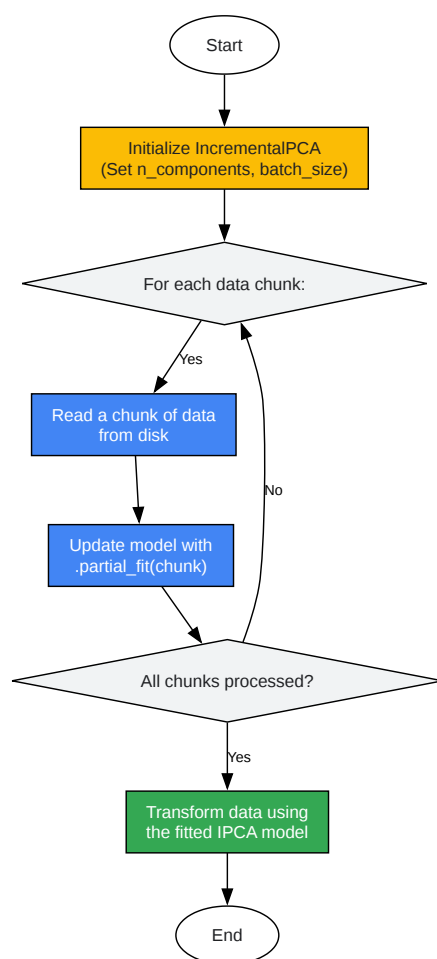 Start
Initialize IncrementalPCA
(Set n_components, batch_size)
For each data chunk:
Yes
Read a chunk of data
from disk
No
Update model with
.partial_fit(chunk)
All chunks processed?
Yes
Transform data using
the fitted IPCA model
End